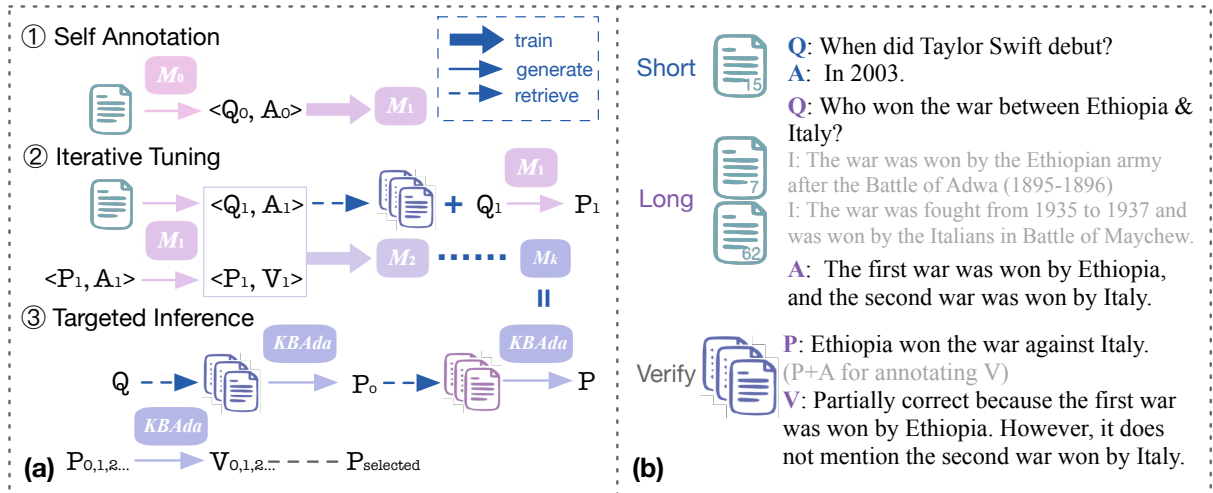 ① Self Annotation
M₀
<Q₀, A₀>
M₁
train
generate
retrieve
② Iterative Tuning
<Q₁, A₁>
+
Q₁
M₁
P₁
M₁
<P₁, A₁>
<P₁, V₁>
M₂
······
Mₖ
=
③ Targeted Inference
KBAda
KBAda
Q
P₀
P
KBAda
P₀,₁,₂...
V₀,₁,₂...
Pselected
(a)
Short
15
Q: When did Taylor Swift debut?
A: In 2003.
Long
7
62
Q: Who won the war between Ethiopia &
Italy?
I: The war was won by the Ethiopian army
after the Battle of Adwa (1895-1896)
I: The war was fought from 1935 to 1937 and
was won by the Italians in Battle of Maychew.
A: The first war was won by Ethiopia,
and the second war was won by Italy.
Verify
P: Ethiopia won the war against Italy.
(P+A for annotating V)
V: Partially correct because the first war
was won by Ethiopia. However, it does
not mention the second war won by Italy.
(b)